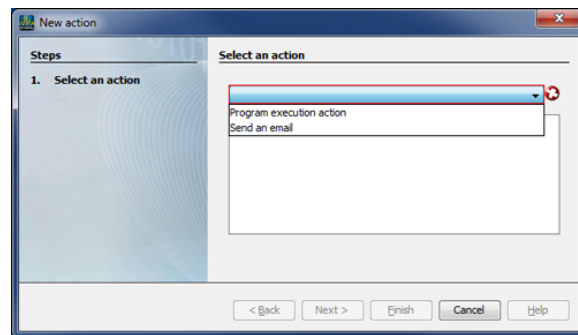 New action
Steps
1. Select an action
Select an action
Program execution action
Send an email
< Back
Next >
Finish
Cancel
Help